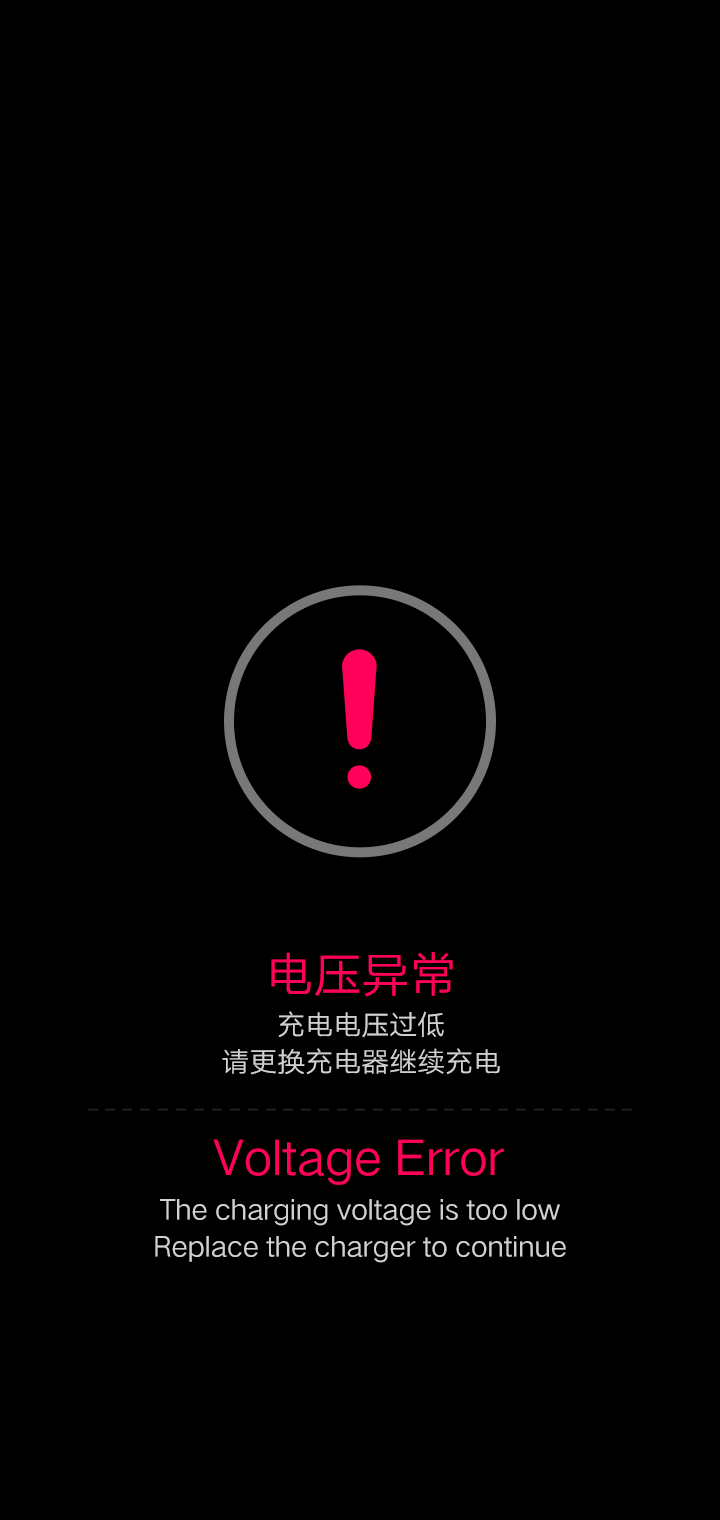 电压异常
充电电压过低
请更换充电器继续充电
Voltage Error
The charging voltage is too low
Replace the charger to continue